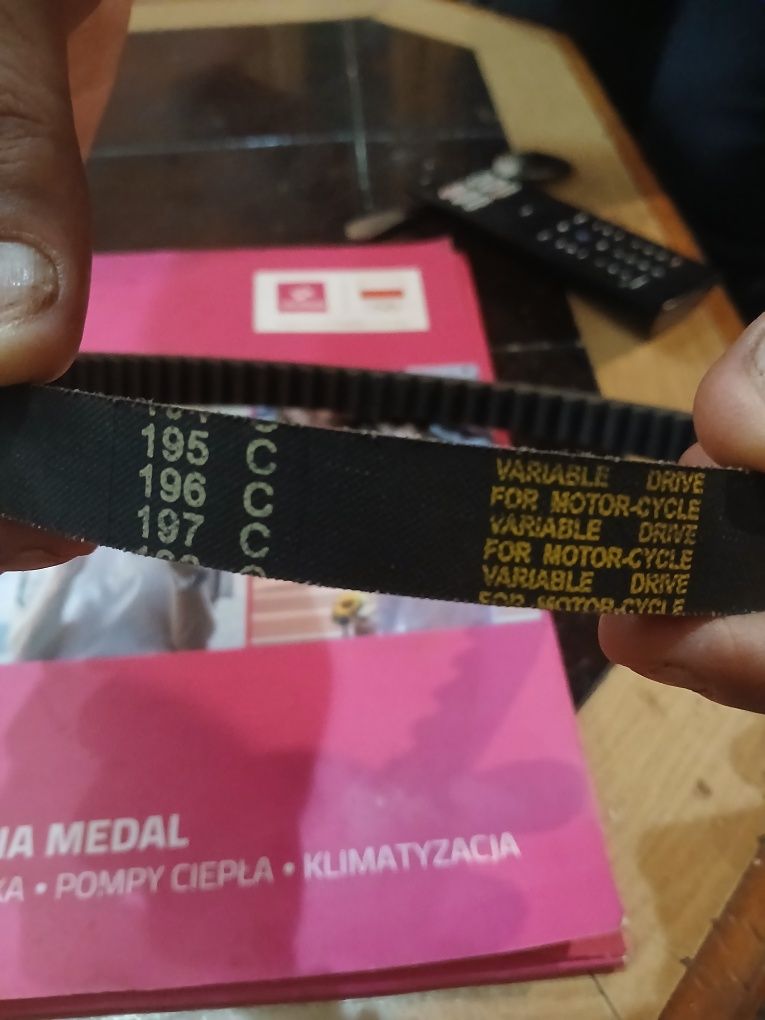 195 C
196 C
197 C
VARIABLE DRIVE
FOR MOTOR-CYCLE
VARIABLE DRIVE
FOR MOTOR-CYCLE
VARIABLE DRIVE
FOR MOTOR-CYCLE
MEDAL
• POMPY CIEPŁA • KLIMATYZACJA